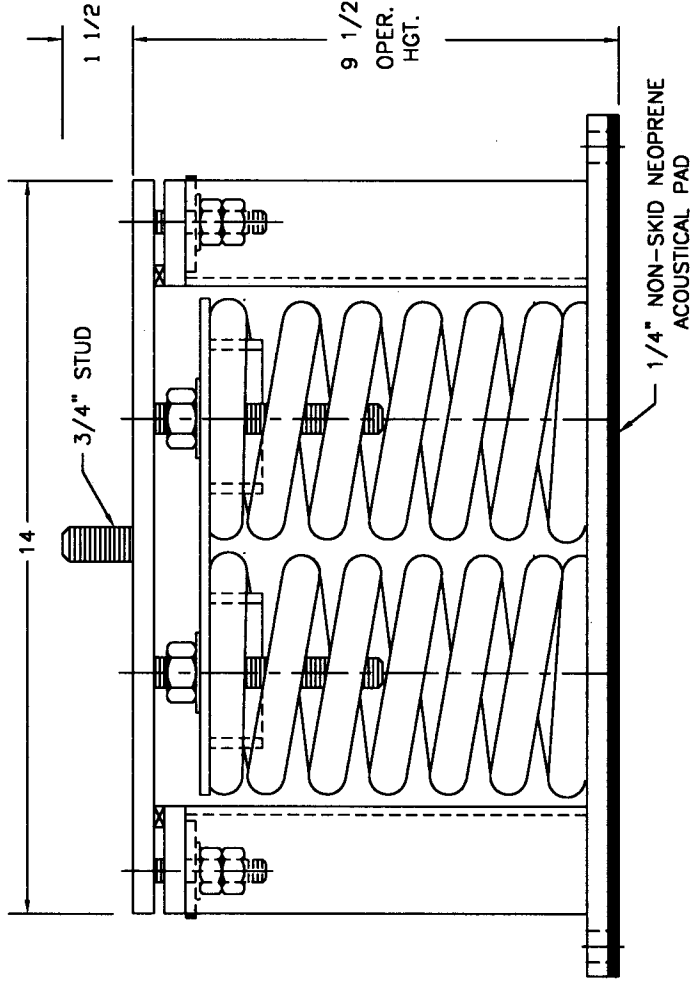 1 1/2
14
3/4" STUD
9 1/2
OPER.
HGT.
1/4" NON-SKID NEOPRENE
ACOUSTICAL PAD